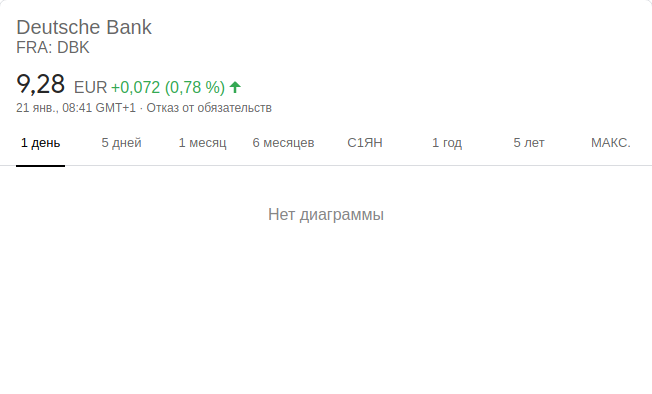 Deutsche Bank
FRA: DBK
9,28 EUR +0,072 (0,78 %)
21 янв., 08:41 GMT+1 · Отказ от обязательств
1 день 5 дней 1 месяц 6 месяцев С1ЯН 1 год 5 лет МАКС.
Нет диаграммы